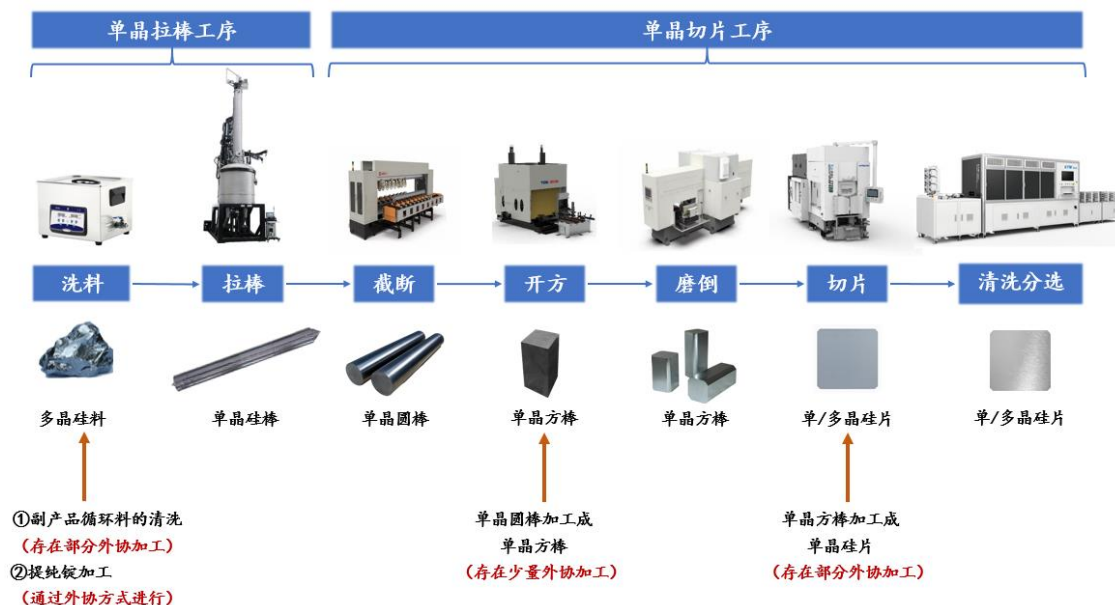 单晶拉棒工序
单晶切片工序
洗料
拉棒
截断
开方
磨倒
切片
清洗分选
多晶硅料
单晶硅棒
单晶圆棒
单晶方棒
单晶方棒
单/多晶硅片
单/多晶硅片
①副产品循环料的清洗
（存在部分外协加工）
②提纯锭加工
（通过外协方式进行）
单晶圆棒加工成
单晶方棒
（存在少量外协加工）
单晶方棒加工成
单晶硅片
（存在部分外协加工）